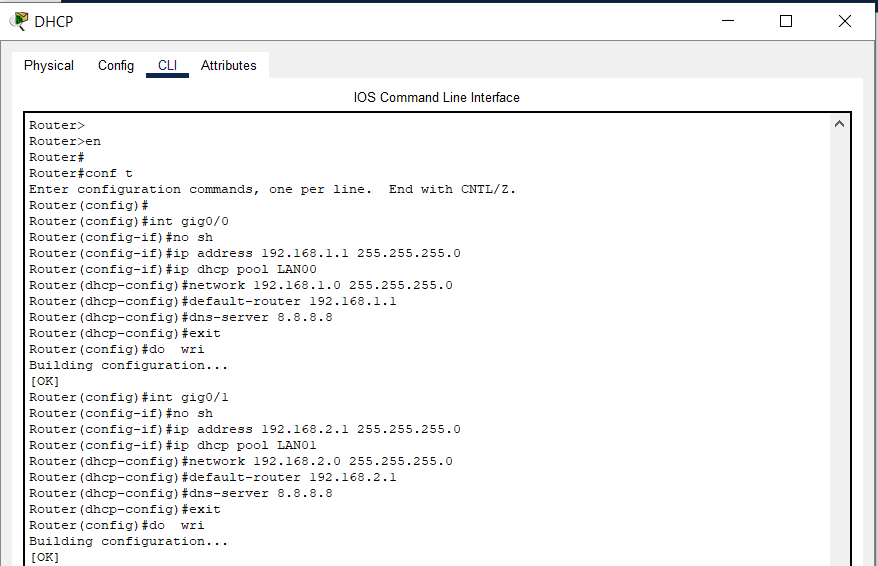 DHCP
Physical Config CLI Attributes
IOS Command Line Interface
Router>
Router>en
Router#
Router#conf t
Enter configuration commands, one per line.  End with CNTL/Z.
Router(config)#
Router(config)#int gig0/0
Router(config-if)#no sh
Router(config-if)#ip address 192.168.1.1 255.255.255.0
Router(config-if)#ip dhcp pool LAN00
Router(dhcp-config)#network 192.168.1.0 255.255.255.0
Router(dhcp-config)#default-router 192.168.1.1
Router(dhcp-config)#dns-server 8.8.8.8
Router(dhcp-config)#exit
Router(config)#do  wri
Building configuration...
[OK]
Router(config)#int gig0/1
Router(config-if)#no sh
Router(config-if)#ip address 192.168.2.1 255.255.255.0
Router(config-if)#ip dhcp pool LAN01
Router(dhcp-config)#network 192.168.2.0 255.255.255.0
Router(dhcp-config)#default-router 192.168.2.1
Router(dhcp-config)#dns-server 8.8.8.8
Router(dhcp-config)#exit
Router(config)#do  wri
Building configuration...
[OK]